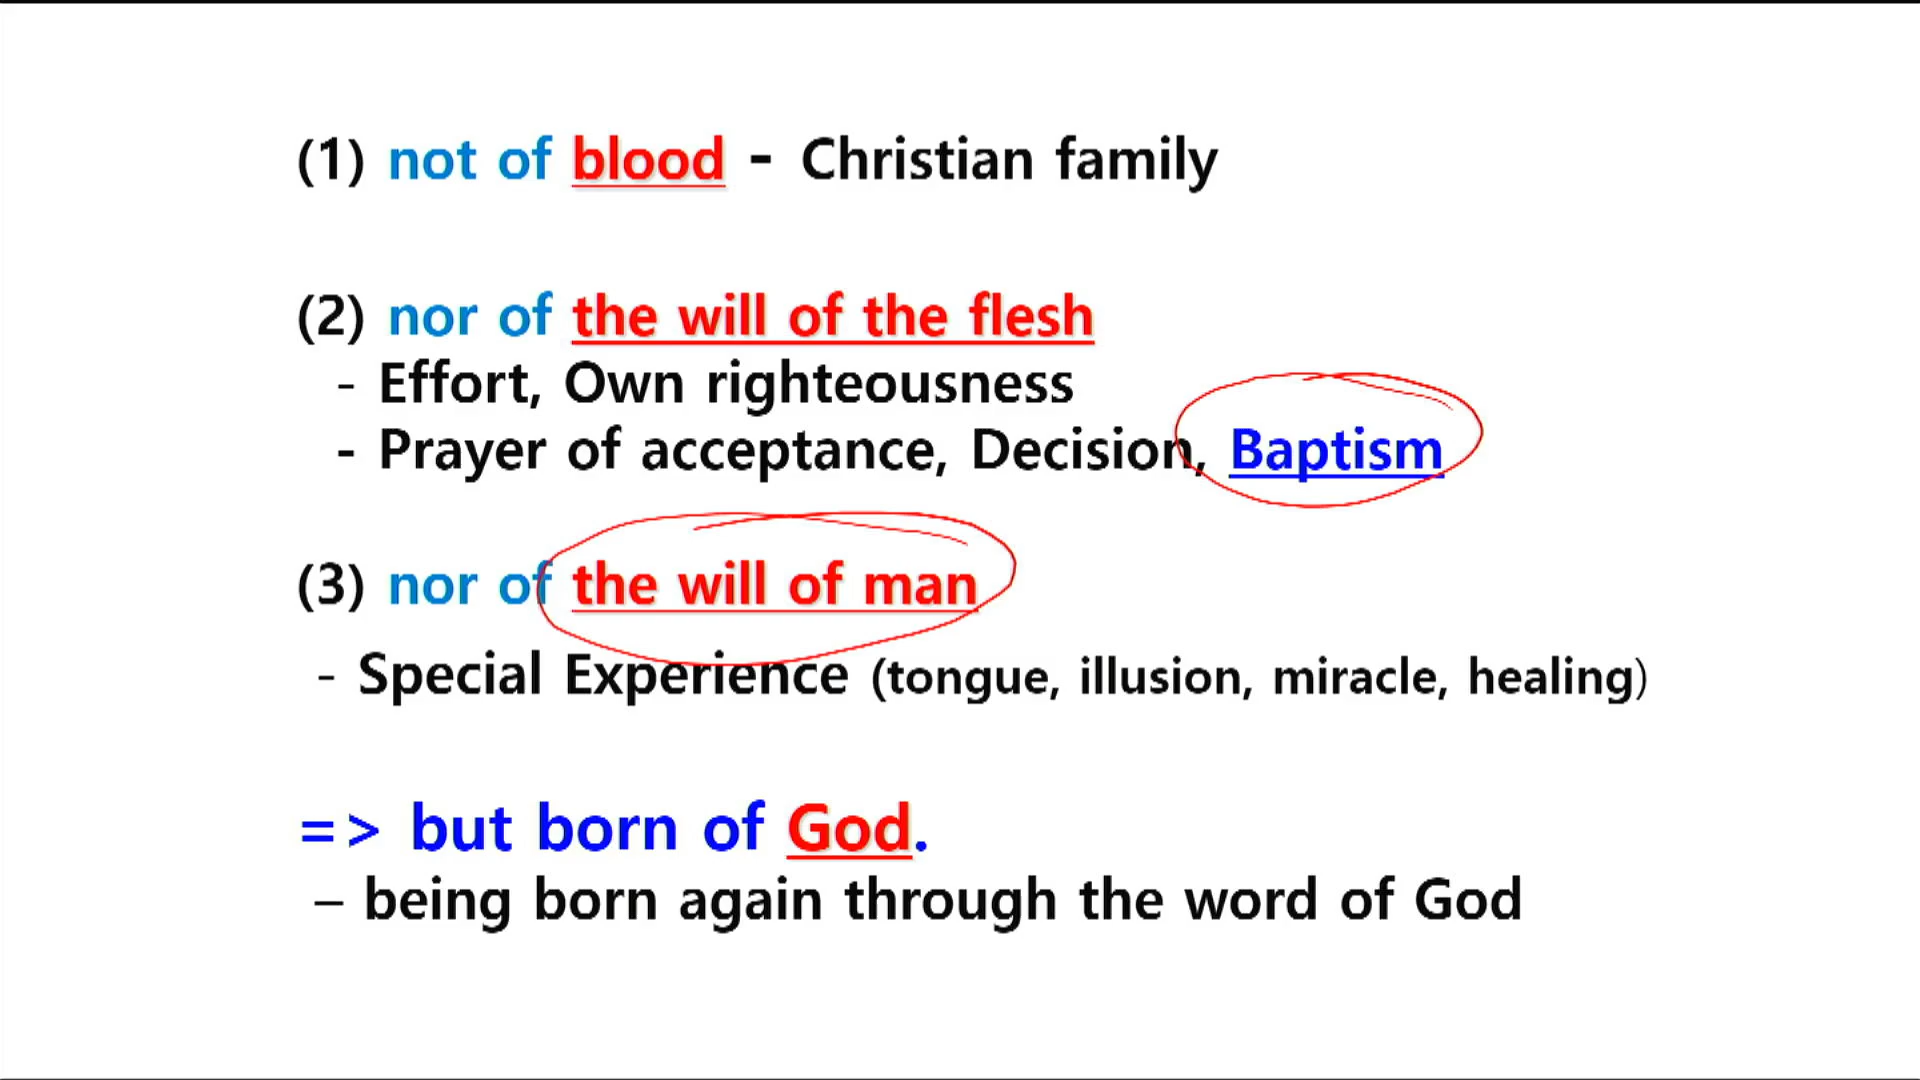 (1) not of blood - Christian family
(2) nor of the will of the flesh
- Effort, Own righteousness
- Prayer of acceptance, Decision, Baptism
(3) nor of the will of man
- Special Experience (tongue, illusion, miracle, healing)
=> but born of God.
– being born again through the word of God